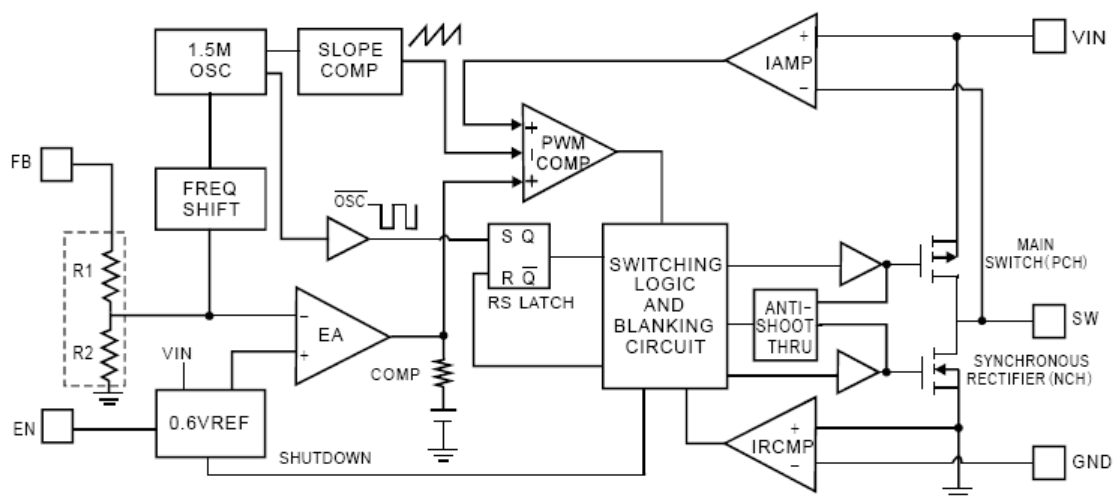 1.5M
OSC
SLOPE
COMP
+
IAMP
−
VIN
FB
FREQ
SHIFT
+
−
+
PWM
COMP
OSC
R1
R2
S Q
R Q
RS LATCH
SWITCHING
LOGIC
AND
BLANKING
CIRCUIT
MAIN
SWITCH(PCH)
ANTI-
SHOOT
THRU
SW
−
EA
+
VIN
COMP
SYNCHRONOUS
RECTIFIER (NCH)
EN
0.6VREF
SHUTDOWN
+
IRCMP
−
GND